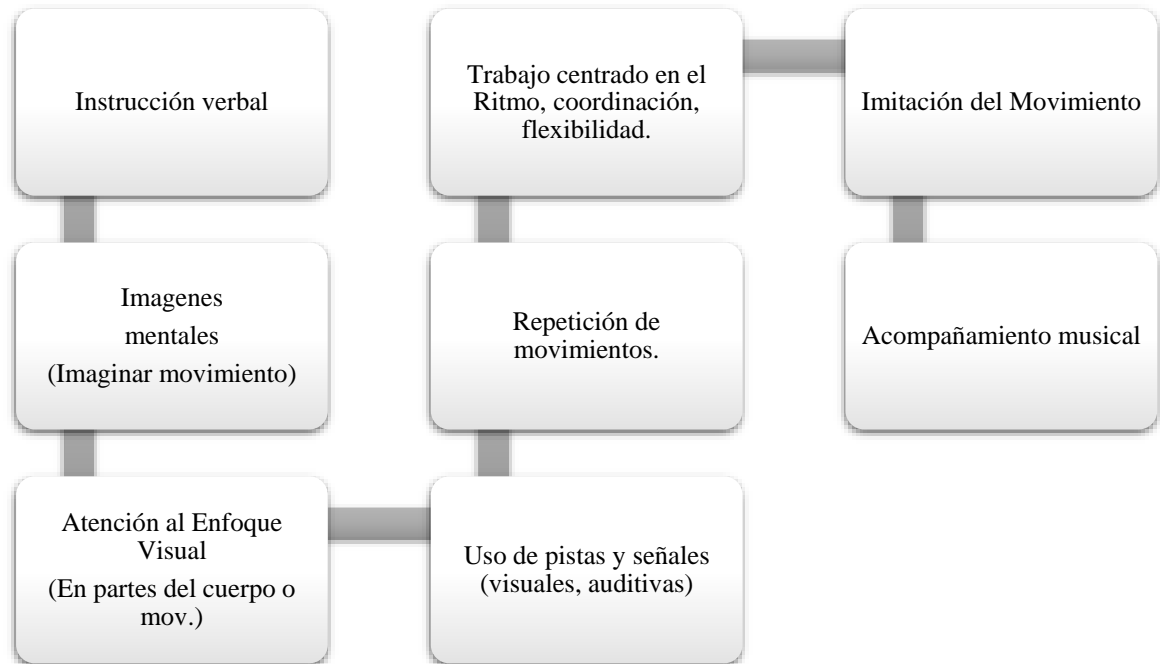 Instrucción verbal
Imagenes
mentales
(Imaginar movimiento)
Atención al Enfoque
Visual
(En partes del cuerpo o
mov.)
Uso de pistas y señales
(visuales, auditivas)
Repetición de
movimientos.
Trabajo centrado en el
Ritmo, coordinación,
flexibilidad.
Imitación del Movimiento
Acompañamiento musical